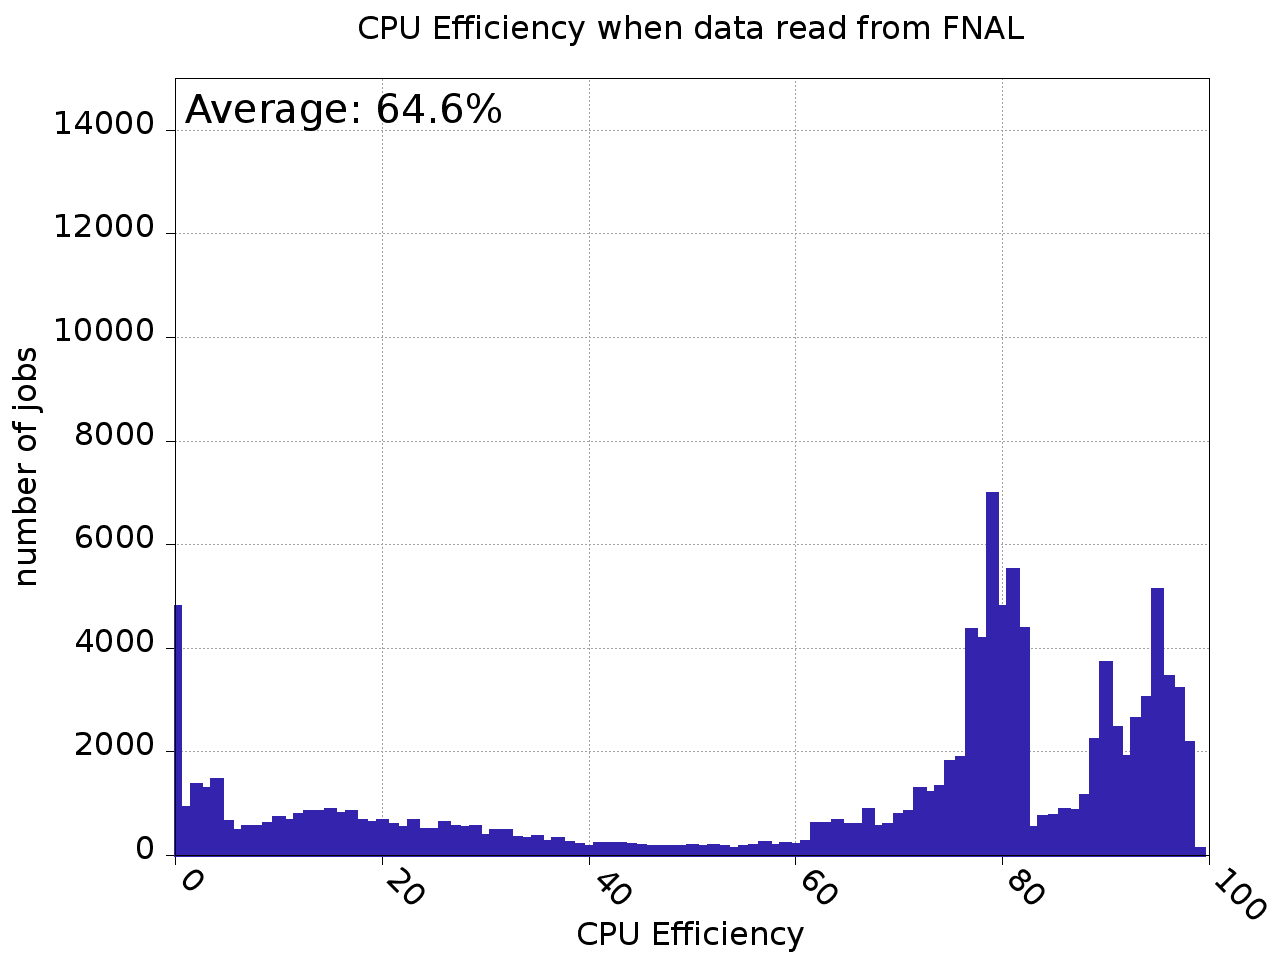 CPU Efficiency when data read from FNAL
Average: 64.6%
14000
12000
10000
8000
6000
4000
2000
0
number of jobs
0 20 40 60 80 100
CPU Efficiency